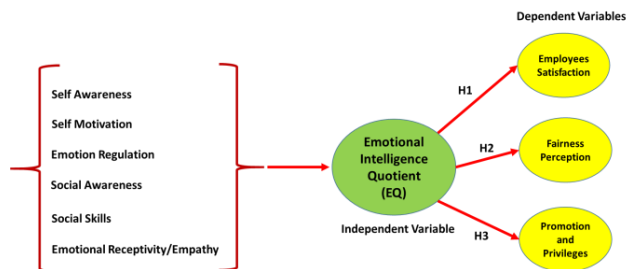 Dependent Variables
Employees
Satisfaction
H1
Self Awareness
Self Motivation
Emotion Regulation
Social Awareness
Social Skills
Emotional Receptivity/Empathy
Emotional
Intelligence
Quotient
(EQ)
Independent Variable
H2
Fairness
Perception
H3
Promotion
and
Privileges